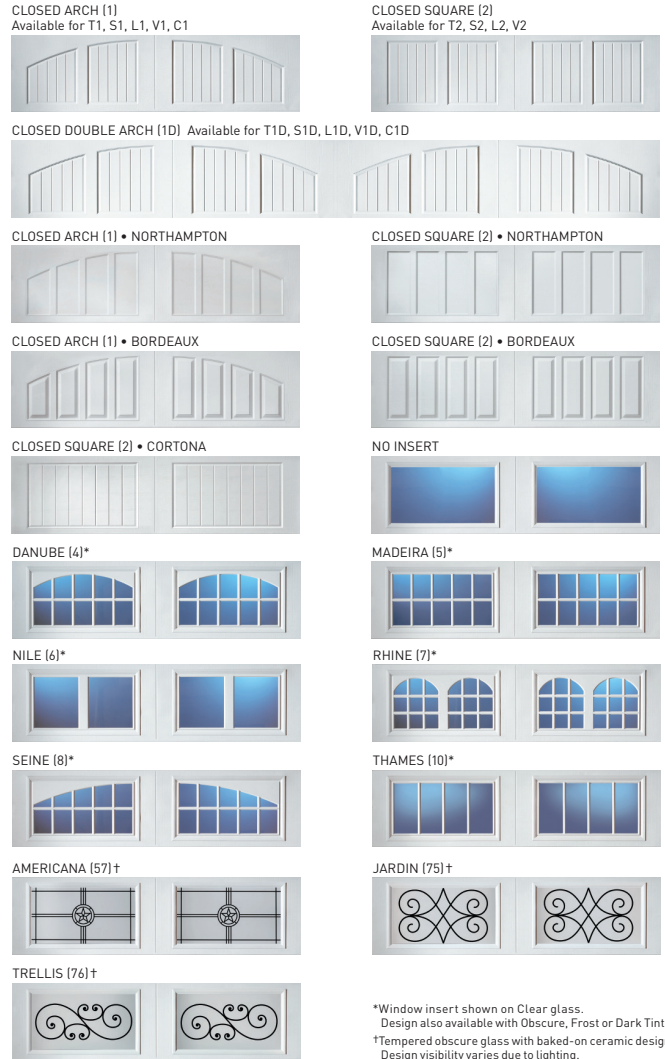 CLOSED ARCH (1)
Available for T1, S1, L1, V1, C1
CLOSED SQUARE (2)
Available for T2, S2, L2, V2
CLOSED DOUBLE ARCH (1D) Available for T1D, S1D, L1D, V1D, C1D
CLOSED ARCH (1) • NORTHAMPTON
CLOSED SQUARE (2) • NORTHAMPTON
CLOSED ARCH (1) • BORDEAUX
CLOSED SQUARE (2) • BORDEAUX
CLOSED SQUARE (2) • CORTONA
NO INSERT
DANUBE (4)*
MADEIRA (5)*
NILE (6)*
RHINE (7)*
SEINE (8)*
THAMES (10)*
AMERICANA (57)†
JARDIN (75)†
TRELLIS (76)†
*Window insert shown on Clear glass.
Design also available with Obscure, Frost or Dark Tint
†Tempered obscure glass with baked-on ceramic desig
Design visibility varies due to lighting.